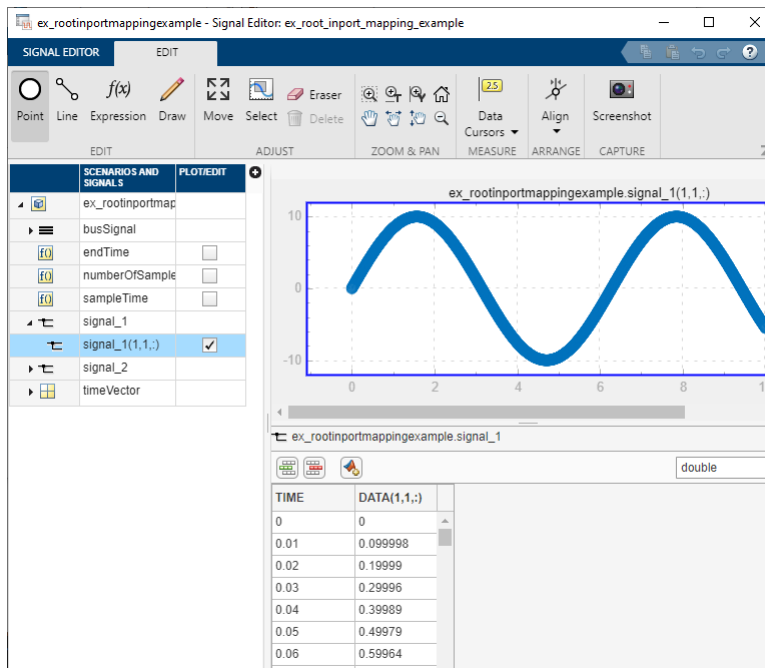 ex_rootinportmappingexample - Signal Editor: ex_root_inport_mapping_example
SIGNAL EDITOR EDIT
?
f(x) 2.5
Point Line Expression Draw Move Select Eraser Delete Data Cursors Align Screenshot
EDIT ADJUST ZOOM & PAN MEASURE ARRANGE CAPTURE
SCENARIOS AND SIGNALS PLOT/EDIT
ex_rootinportmap
busSignal
f() endTime
f() numberOfSample
f() sampleTime
signal_1
signal_1(1,1,:)
signal_2
timeVector
ex_rootinportmappingexample.signal_1(1,1,:)
10
0
-10
0 2 4 6 8 1
ex_rootinportmappingexample.signal_1
double
TIME DATA(1,1,:)
0 0
0.01 0.099998
0.02 0.19999
0.03 0.29996
0.04 0.39989
0.05 0.49979
0.06 0.59964